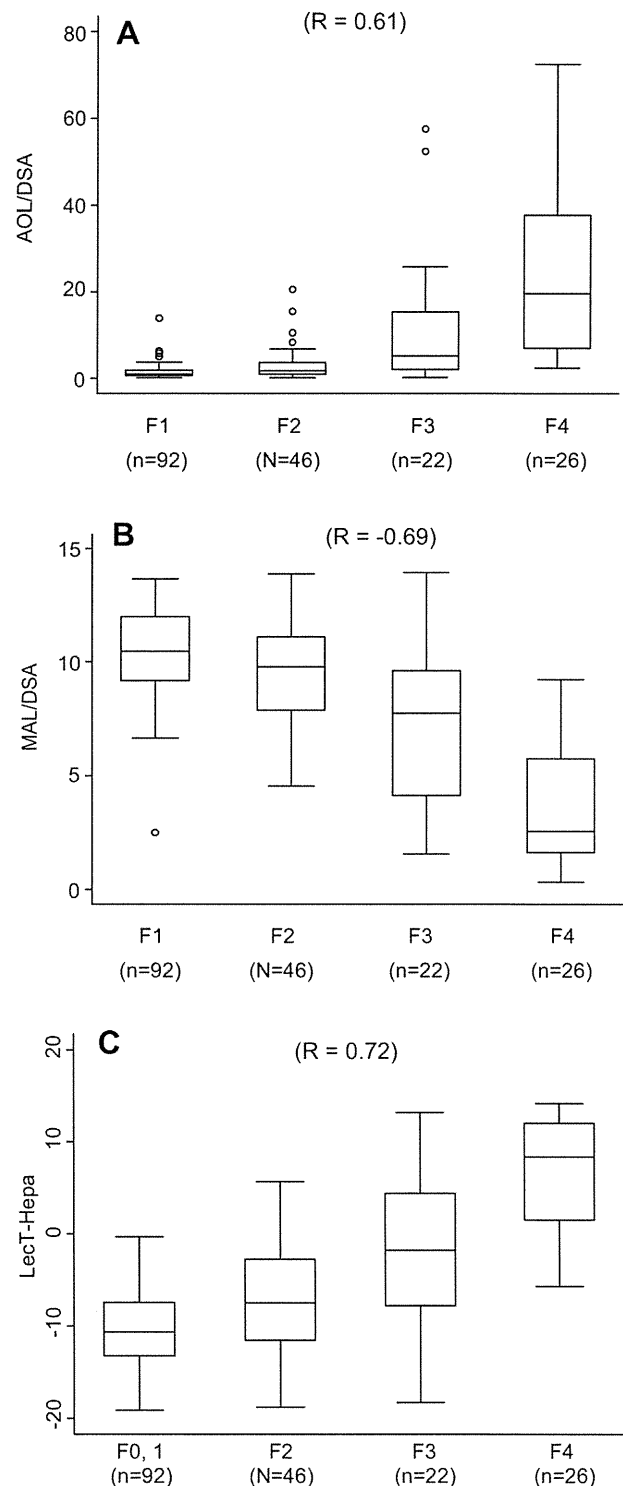 A
(R = 0.61)
80
60
40
20
0
AOL/DSA
F1 F2 F3 F4
(n=92) (N=46) (n=22) (n=26)
B
(R = -0.69)
15
10
5
0
MAL/DSA
F1 F2 F3 F4
(n=92) (N=46) (n=22) (n=26)
C
(R = 0.72)
20
10
0
-10
-20
LecT-Hepa
F0, 1 F2 F3 F4
(n=92) (N=46) (n=22) (n=26)